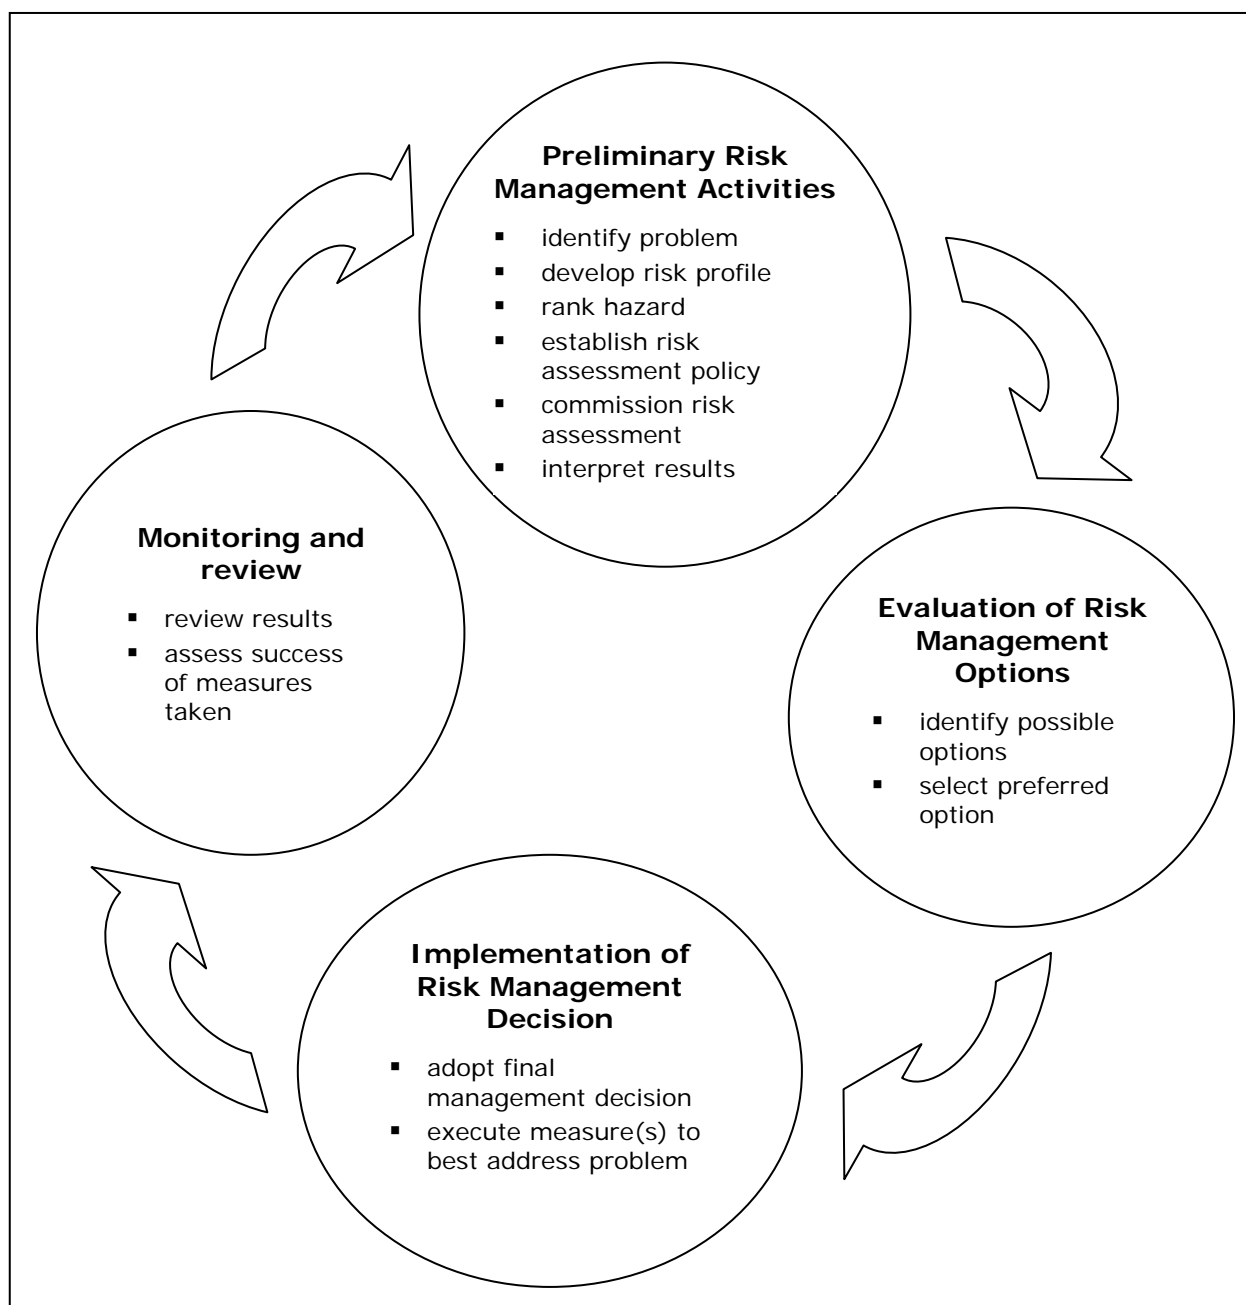 Preliminary Risk
Management Activities
▪ identify problem
▪ develop risk profile
▪ rank hazard
▪ establish risk
assessment policy
▪ commission risk
assessment
▪ interpret results
Evaluation of Risk
Management
Options
▪ identify possible
options
▪ select preferred
option
Implementation of
Risk Management
Decision
▪ adopt final
management decision
▪ execute measure(s) to
best address problem
Monitoring and
review
▪ review results
▪ assess success
of measures
taken